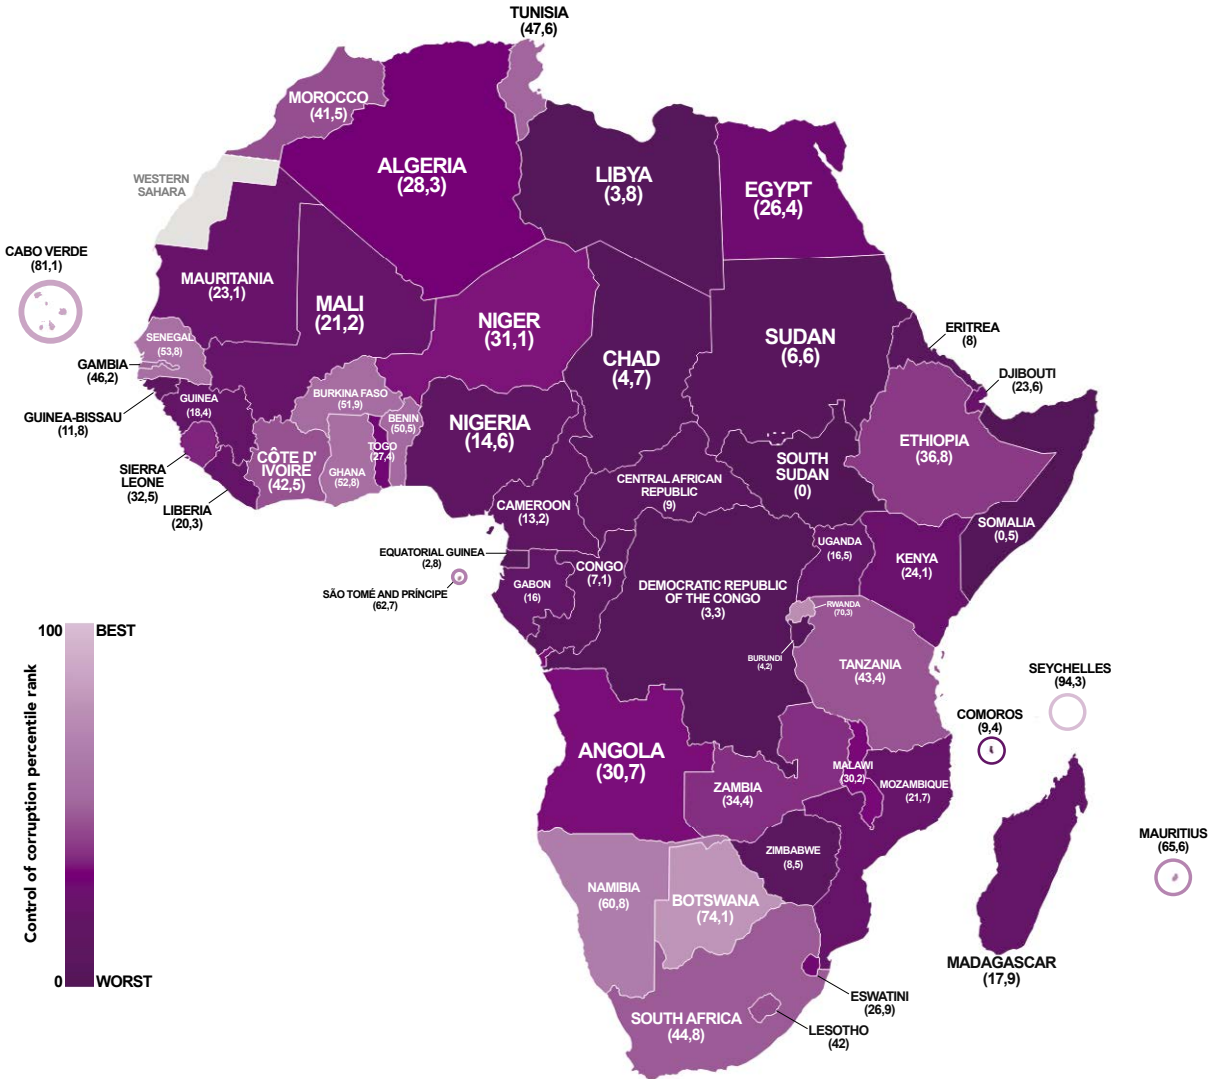 TUNISIA
(47,6)
MOROCCO
(41,5)
ALGERIA
(28,3)
LIBYA
(3,8)
EGYPT
(26,4)
WESTERN
SAHARA
CABO VERDE
(81,1)
MAURITANIA
(23,1)
MALI
(21,2)
NIGER
(31,1)
CHAD
(4,7)
SUDAN
(6,6)
ERITREA
(8)
DJIBOUTI
(23,6)
SENEGAL
(53,8)
GAMBIA
(46,2)
GUINEA-BISSAU
(11,8)
GUINEA
(18,4)
SIERRA
LEONE
(32,5)
LIBERIA
(20,3)
CÔTE D'
IVOIRE
(42,5)
BURKINA FASO
(51,9)
GHANA
(52,8)
TOGO
(27,4)
BENIN
(50,5)
NIGERIA
(14,6)
CAMEROON
(13,2)
CENTRAL AFRICAN
REPUBLIC
(9)
SOUTH
SUDAN
(0)
ETHIOPIA
(36,8)
SOMALIA
(0,5)
EQUATORIAL GUINEA
(2,8)
SÃO TOMÉ AND PRÍNCIPE
(62,7)
GABON
(16)
CONGO
(7,1)
DEMOCRATIC REPUBLIC
OF THE CONGO
(3,3)
UGANDA
(16,5)
KENYA
(24,1)
RWANDA
(70,3)
BURUNDI
(4,2)
TANZANIA
(43,4)
SEYCHELLES
(94,3)
COMOROS
(9,4)
ANGOLA
(30,7)
ZAMBIA
(34,4)
MALAWI
(30,2)
MOZAMBIQUE
(21,7)
ZIMBABWE
(8,5)
NAMIBIA
(60,8)
BOTSWANA
(74,1)
MAURITIUS
(65,6)
MADAGASCAR
(17,9)
SOUTH AFRICA
(44,8)
ESWATINI
(26,9)
LESOTHO
(42)
100 BEST
Control of corruption percentile rank
0 WORST